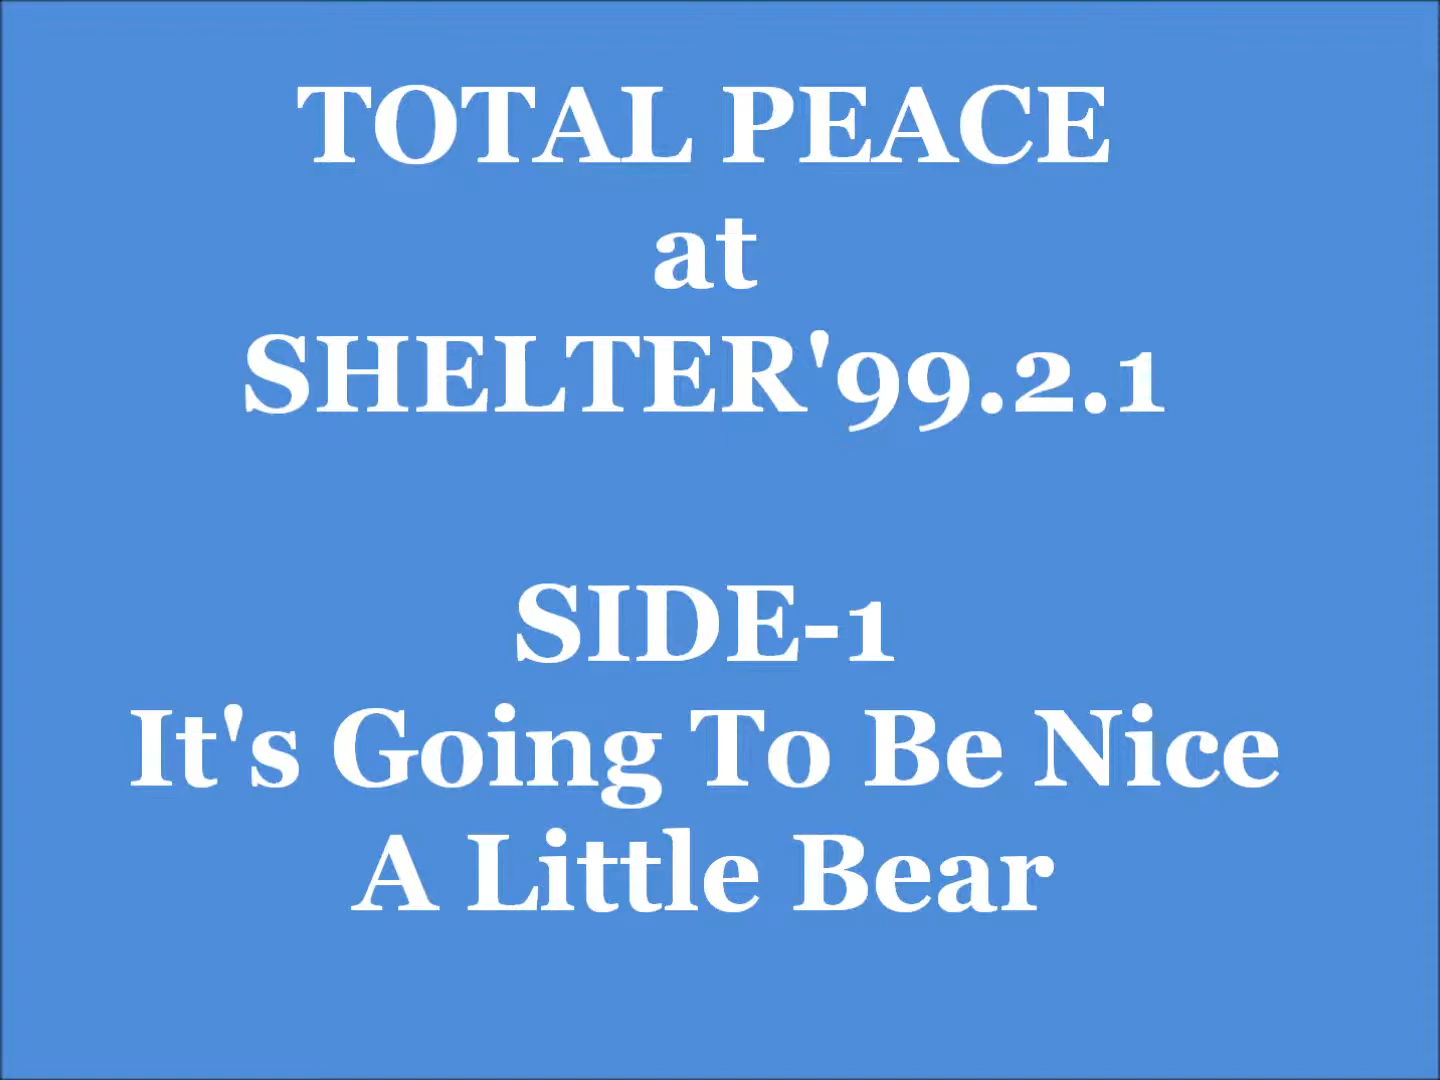 TOTAL PEACE
at
SHELTER'99.2.1
SIDE-1
It's Going To Be Nice
A Little Bear